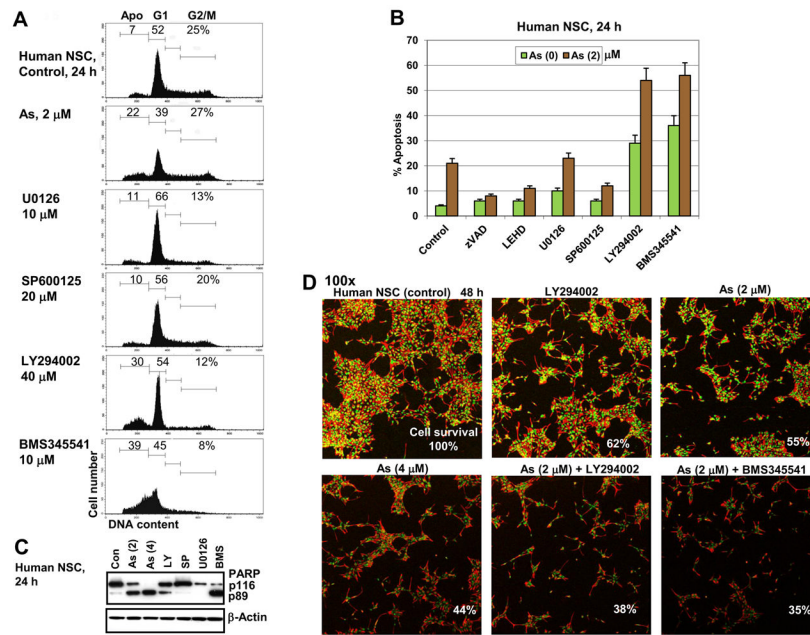 A
Apo G1 G2/M
7 52 25%
Human NSC,
Control, 24 h
22 39 27%
As, 2 μM
11 66 13%
U0126
10 μM
10 56 20%
SP600125
20 μM
30 54 12%
LY294002
40 μM
39 45 8%
BMS345541
10 μM
Cell number
DNA content
B
Human NSC, 24 h
As (0) As (2) μM
% Apoptosis
70
60
50
40
30
20
10
0
Control
zVAD
LEHD
U0126
SP600125
LY294002
BMS345541
C
Human NSC,
24 h
Con
As (2)
As (4)
LY
SP
U0126
BMS
PARP
p116
p89
β-Actin
D
100x
Human NSC (control) 48 h
Cell survival
100%
LY294002
62%
As (2 μM)
55%
As (4 μM)
44%
As (2 μM) + LY294002
38%
As (2 μM) + BMS345541
35%